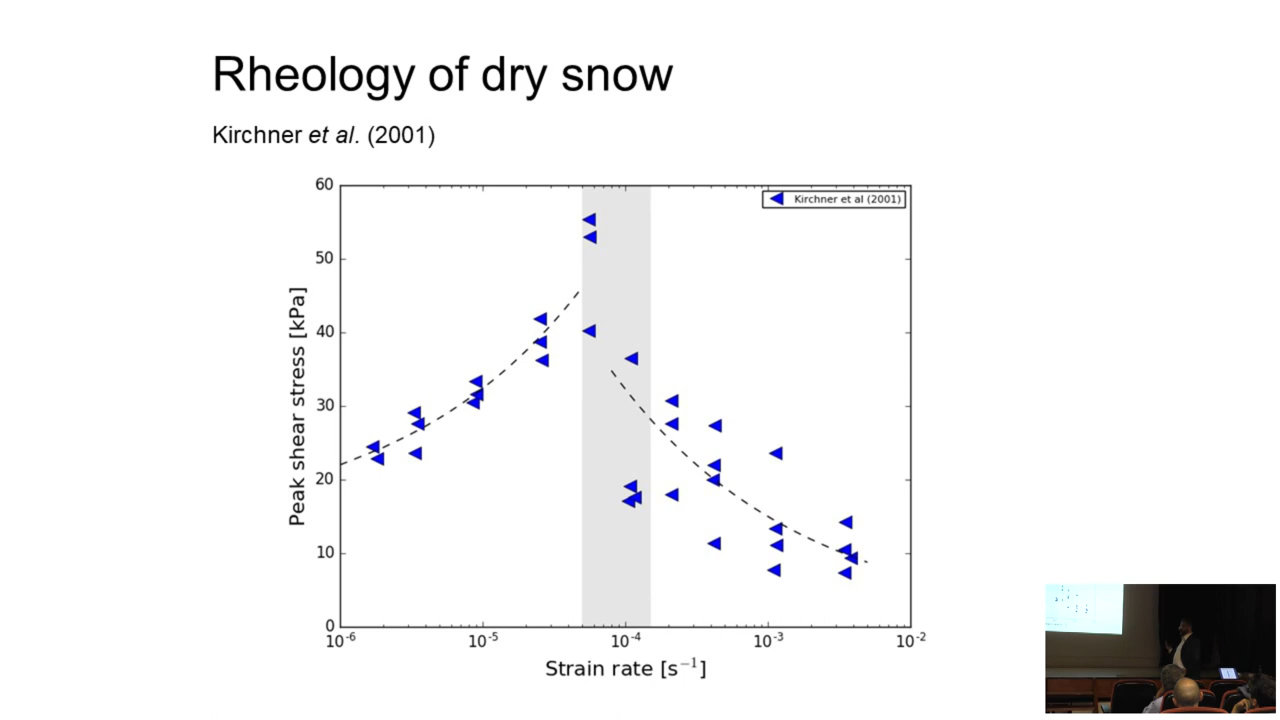 Rheology of dry snow
Kirchner et al. (2001)
Kirchner et al (2001)
60
50
40
30
20
10
0
Peak shear stress [kPa]
10⁻⁶ 10⁻⁵ 10⁻⁴ 10⁻³ 10⁻²
Strain rate [s⁻¹]